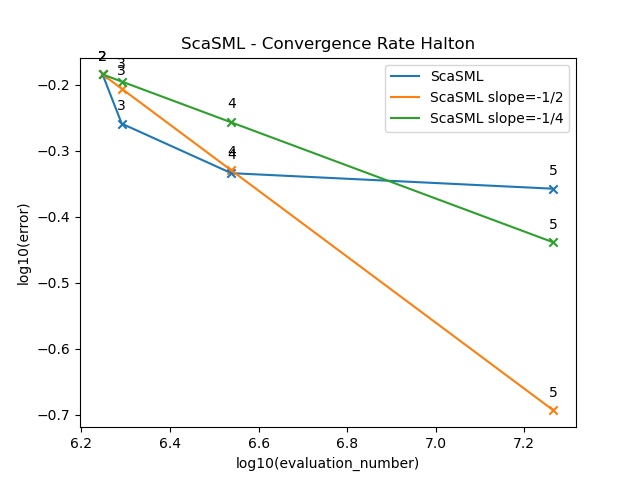 ScaSML - Convergence Rate Halton
ScaSML
ScaSML slope=-1/2
ScaSML slope=-1/4
2
3
3
3
4
4
4
5
5
5
−0.2
−0.3
−0.4
−0.5
−0.6
−0.7
log10(error)
6.2 6.4 6.6 6.8 7.0 7.2
log10(evaluation_number)